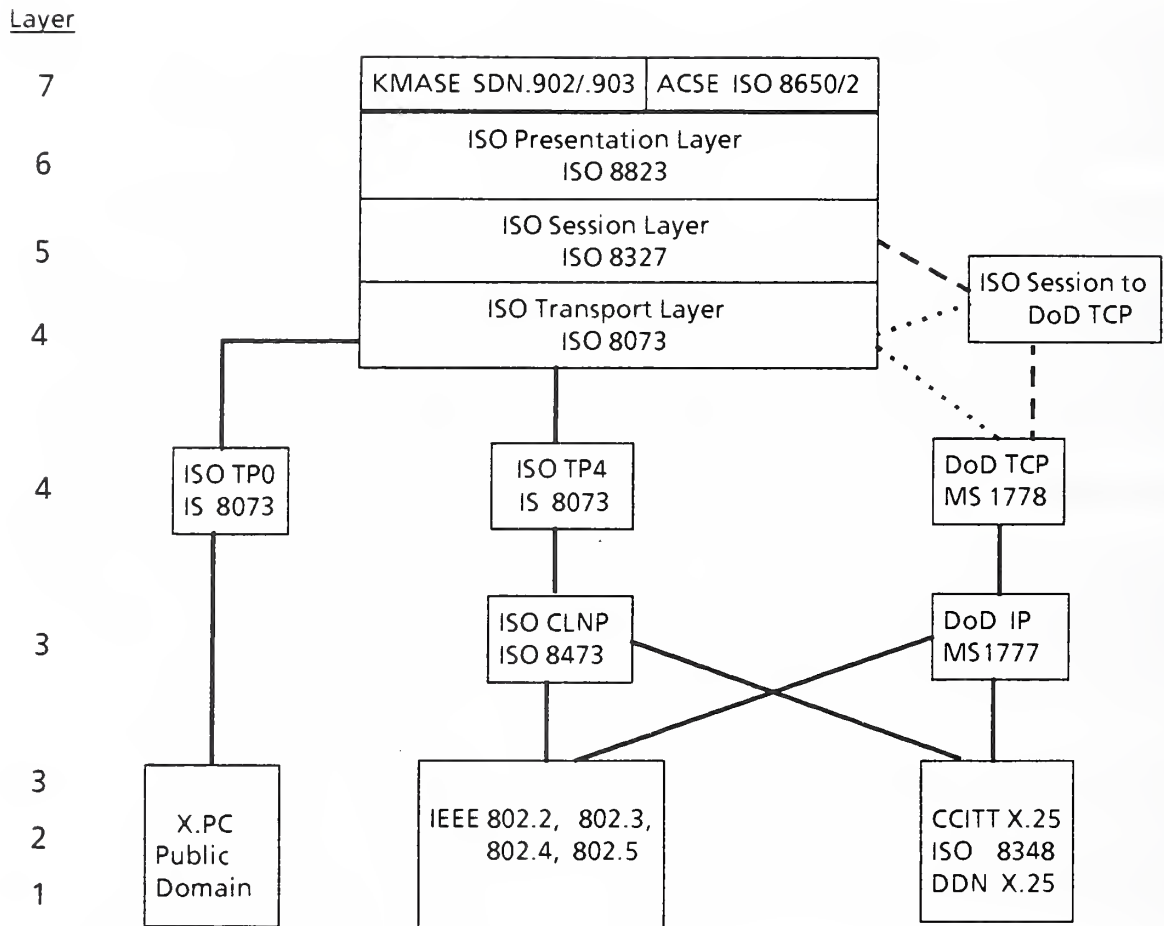 Layer
7
KMASE SDN.902/.903 ACSE ISO 8650/2
6
ISO Presentation Layer
ISO 8823
5
ISO Session Layer
ISO 8327
ISO Session to
DoD TCP
4
ISO Transport Layer
ISO 8073
4
ISO TP0
IS 8073
ISO TP4
IS 8073
DoD TCP
MS 1778
3
ISO CLNP
ISO 8473
DoD IP
MS1777
3
2
1
X.PC
Public
Domain
IEEE 802.2, 802.3,
802.4, 802.5
CCITT X.25
ISO 8348
DDN X.25